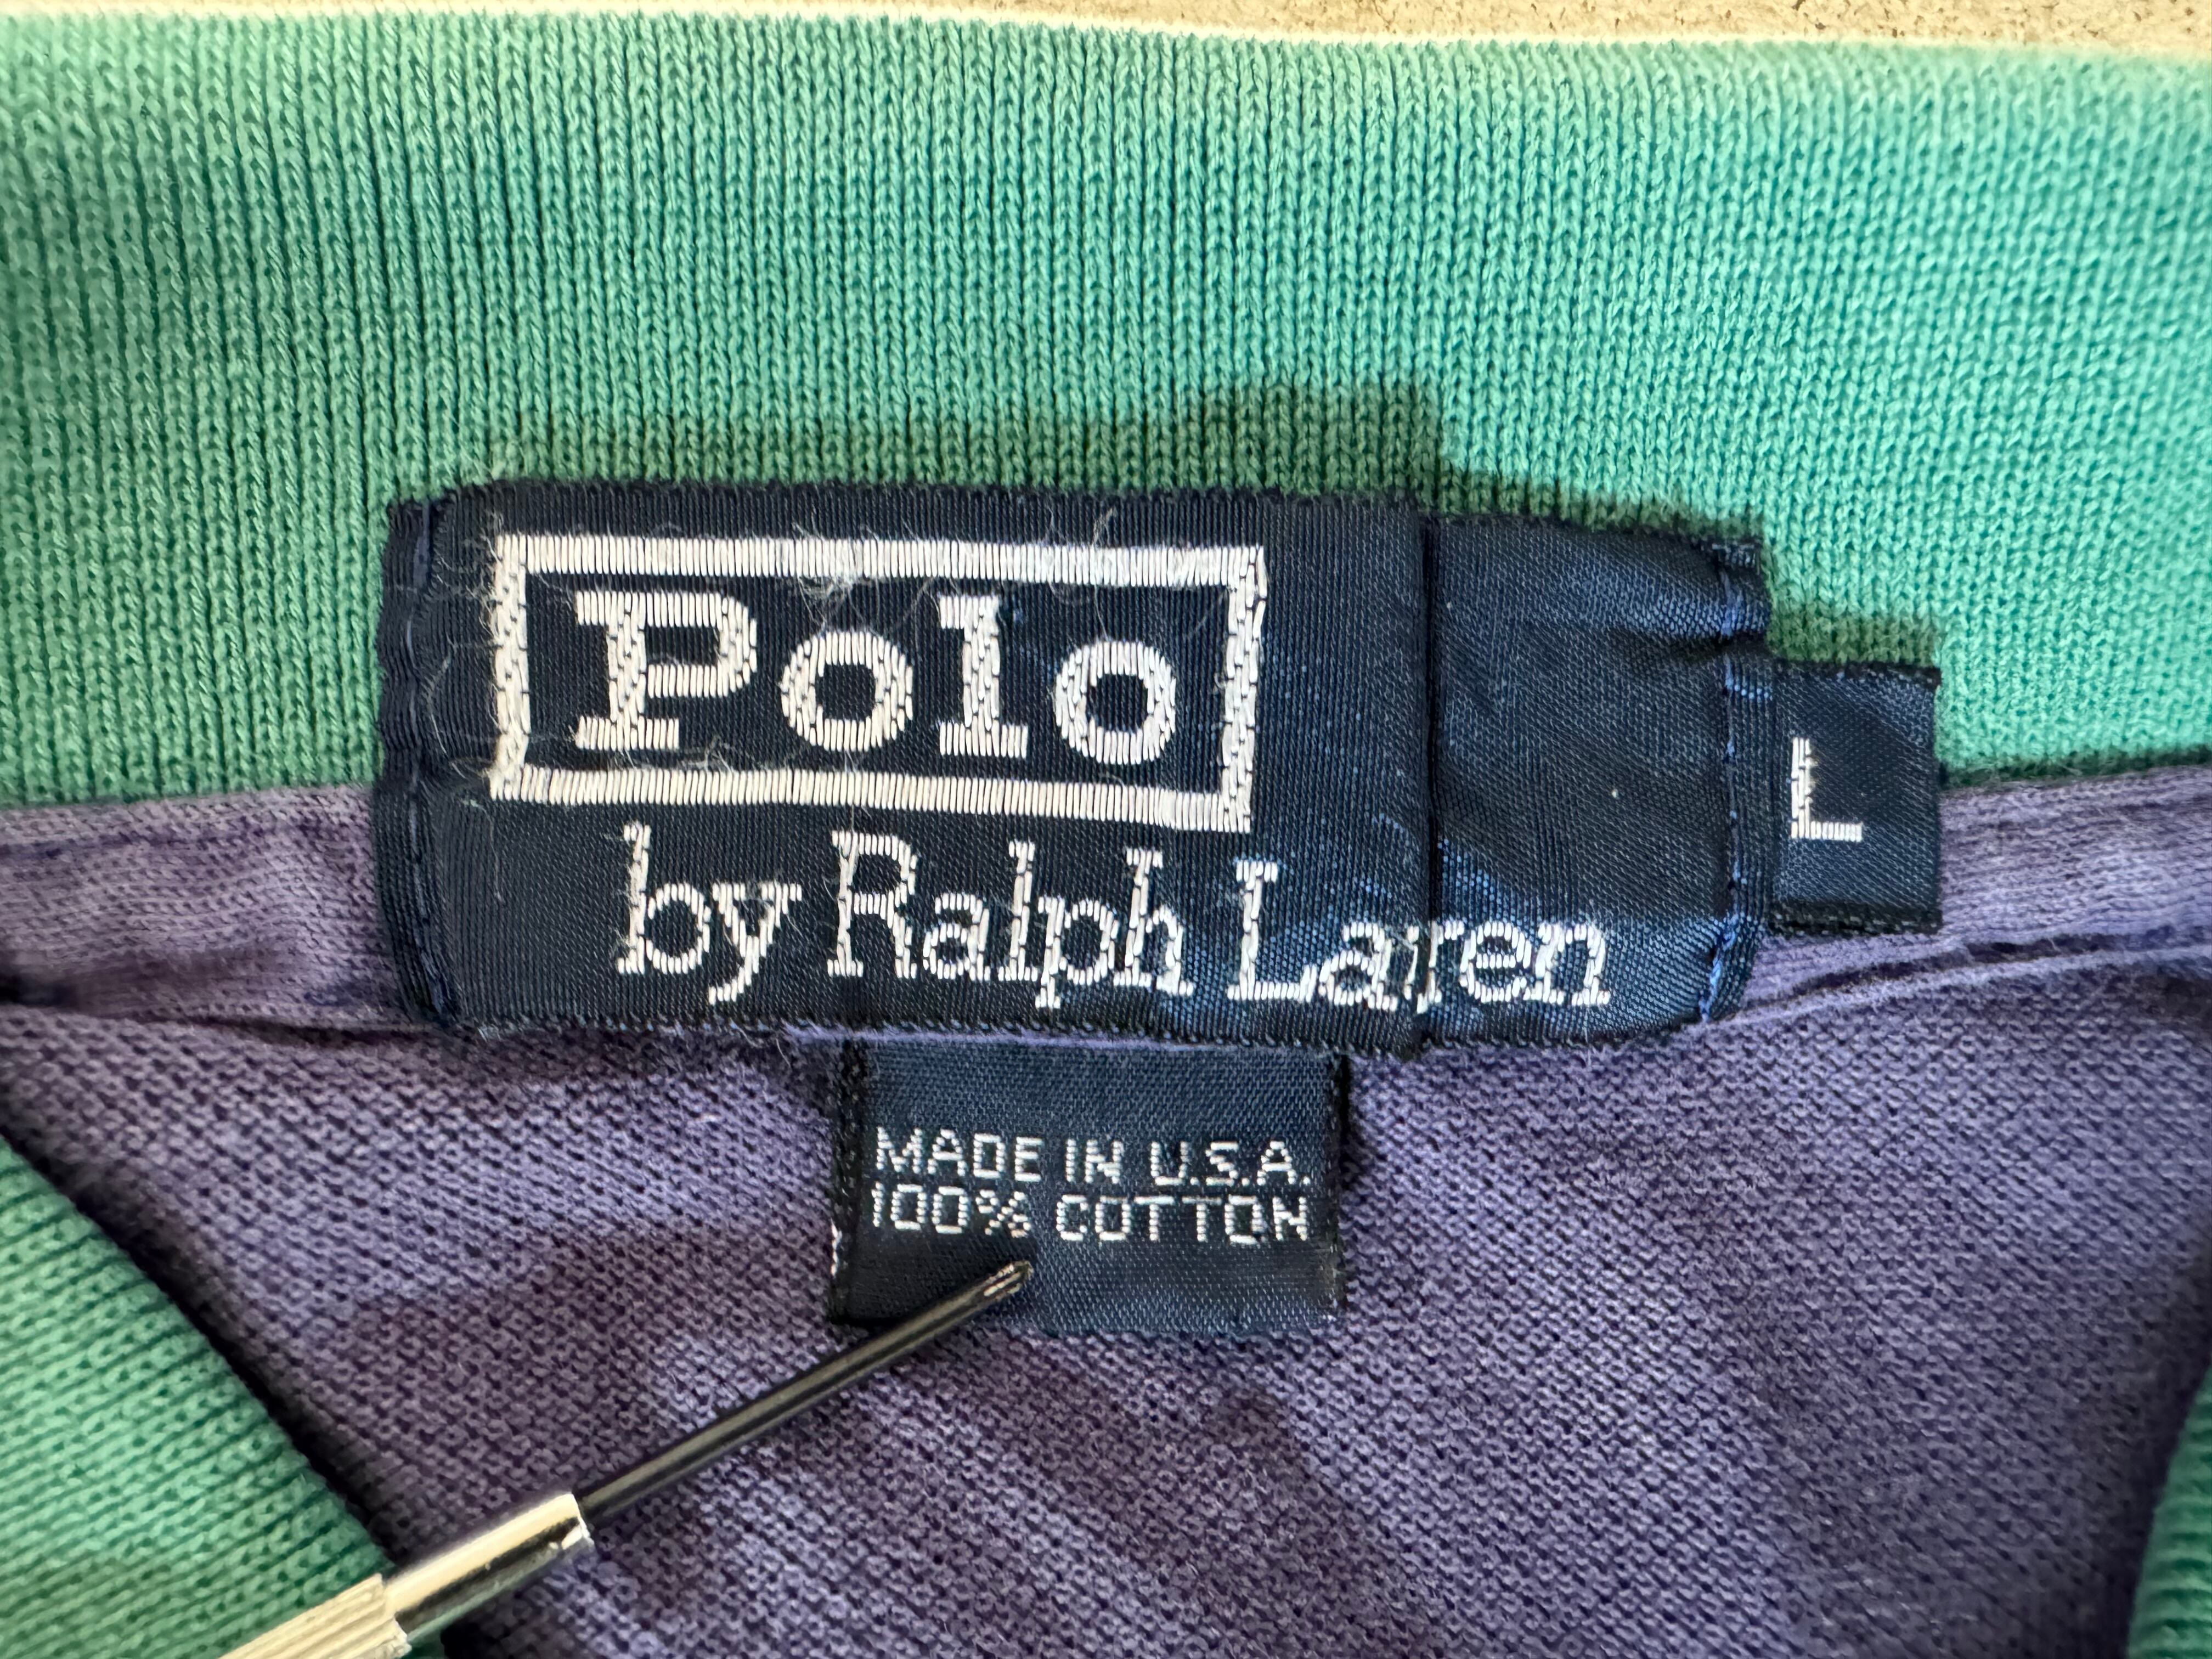 Polo
by Ralph Lauren
L
MADE IN U.S.A.
100% COTTON